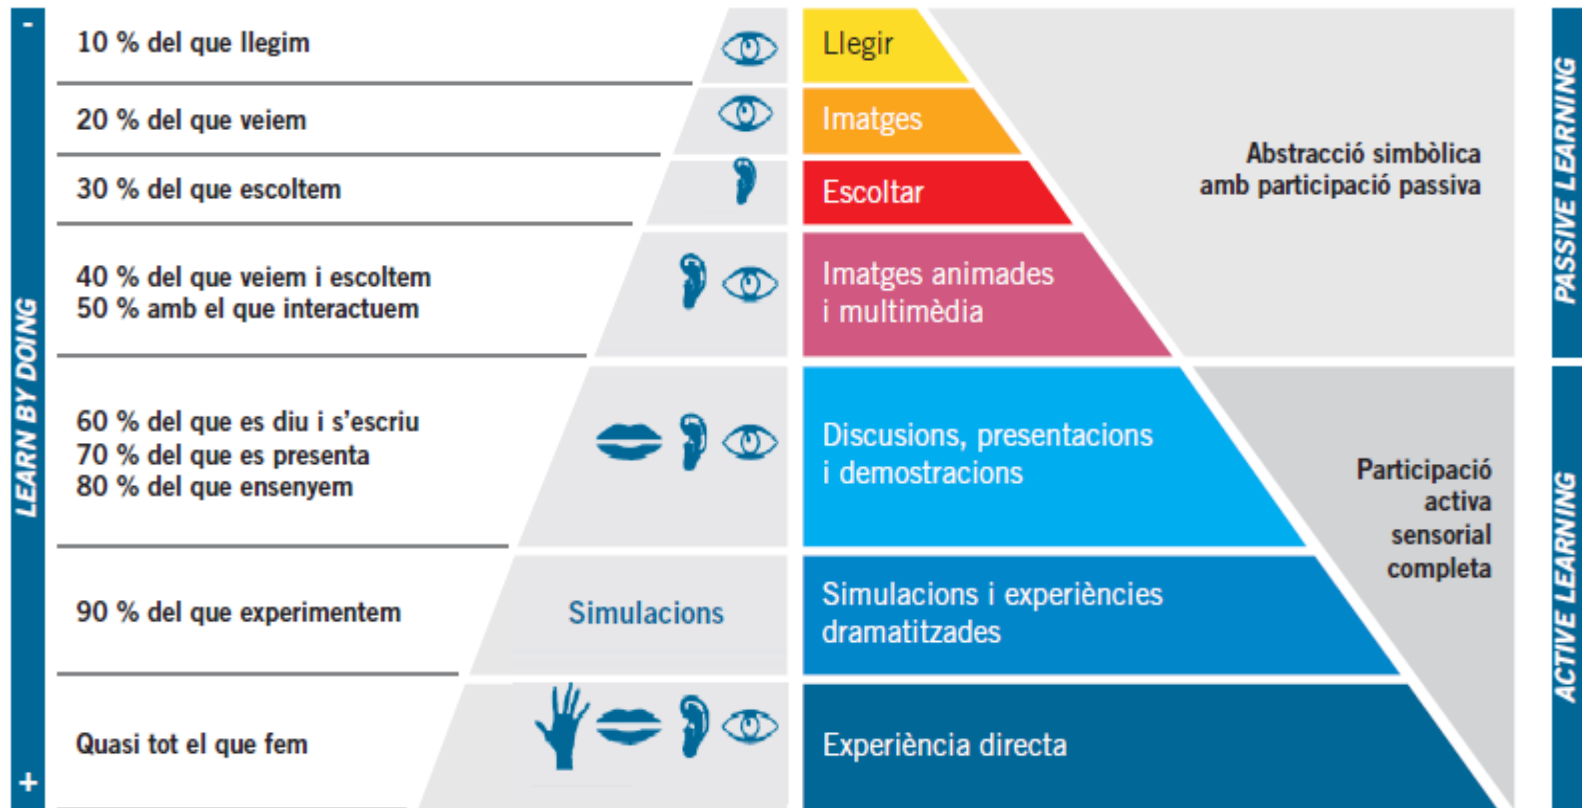 -
LEARN BY DOING
+
10 % del que llegim
20 % del que veiem
30 % del que escoltem
40 % del que veiem i escoltem
50 % amb el que interactuem
60 % del que es diu i s’escriu
70 % del que es presenta
80 % del que ensenyem
90 % del que experimentem
Quasi tot el que fem
Simulacions
Llegir
Imatges
Escoltar
Imatges animades
i multimèdia
Discusions, presentacions
i demostracions
Simulacions i experiències
dramatitzades
Experiència directa
Abstracció simbòlica
amb participació passiva
Participació
activa
sensorial
completa
PASSIVE LEARNING
ACTIVE LEARNING